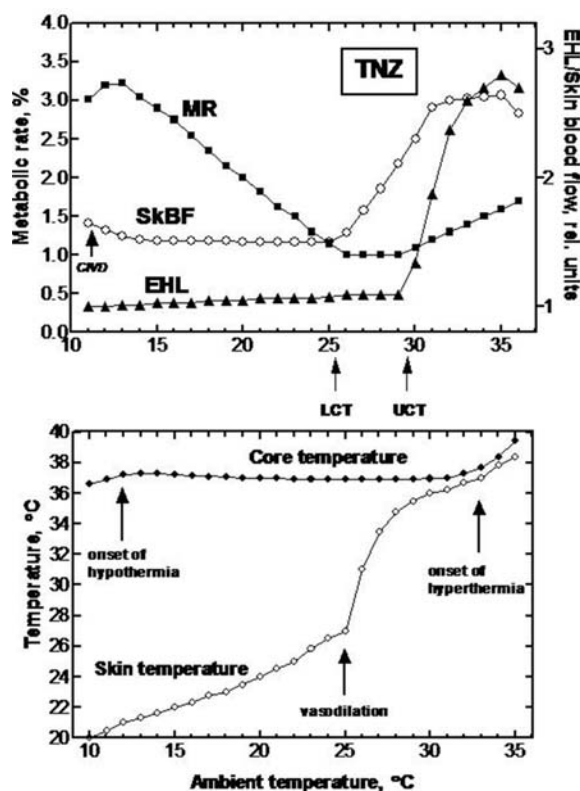 4.0
3.5
3.0
2.5
2.0
1.5
1.0
0.5
0.0
Metabolic rate, %
TNZ
MR
SkBF
CIVD
EHL
3
2
1
EHL/Skin blood flow, rel. units
10 15 20 25 30 35
LCT UCT
40
38
36
34
32
30
28
26
24
22
20
Temperature, °C
Core temperature
onset of
hypothermia
onset of
hyperthermia
Skin temperature
vasodilation
10 15 20 25 30 35
Ambient temperature, °C